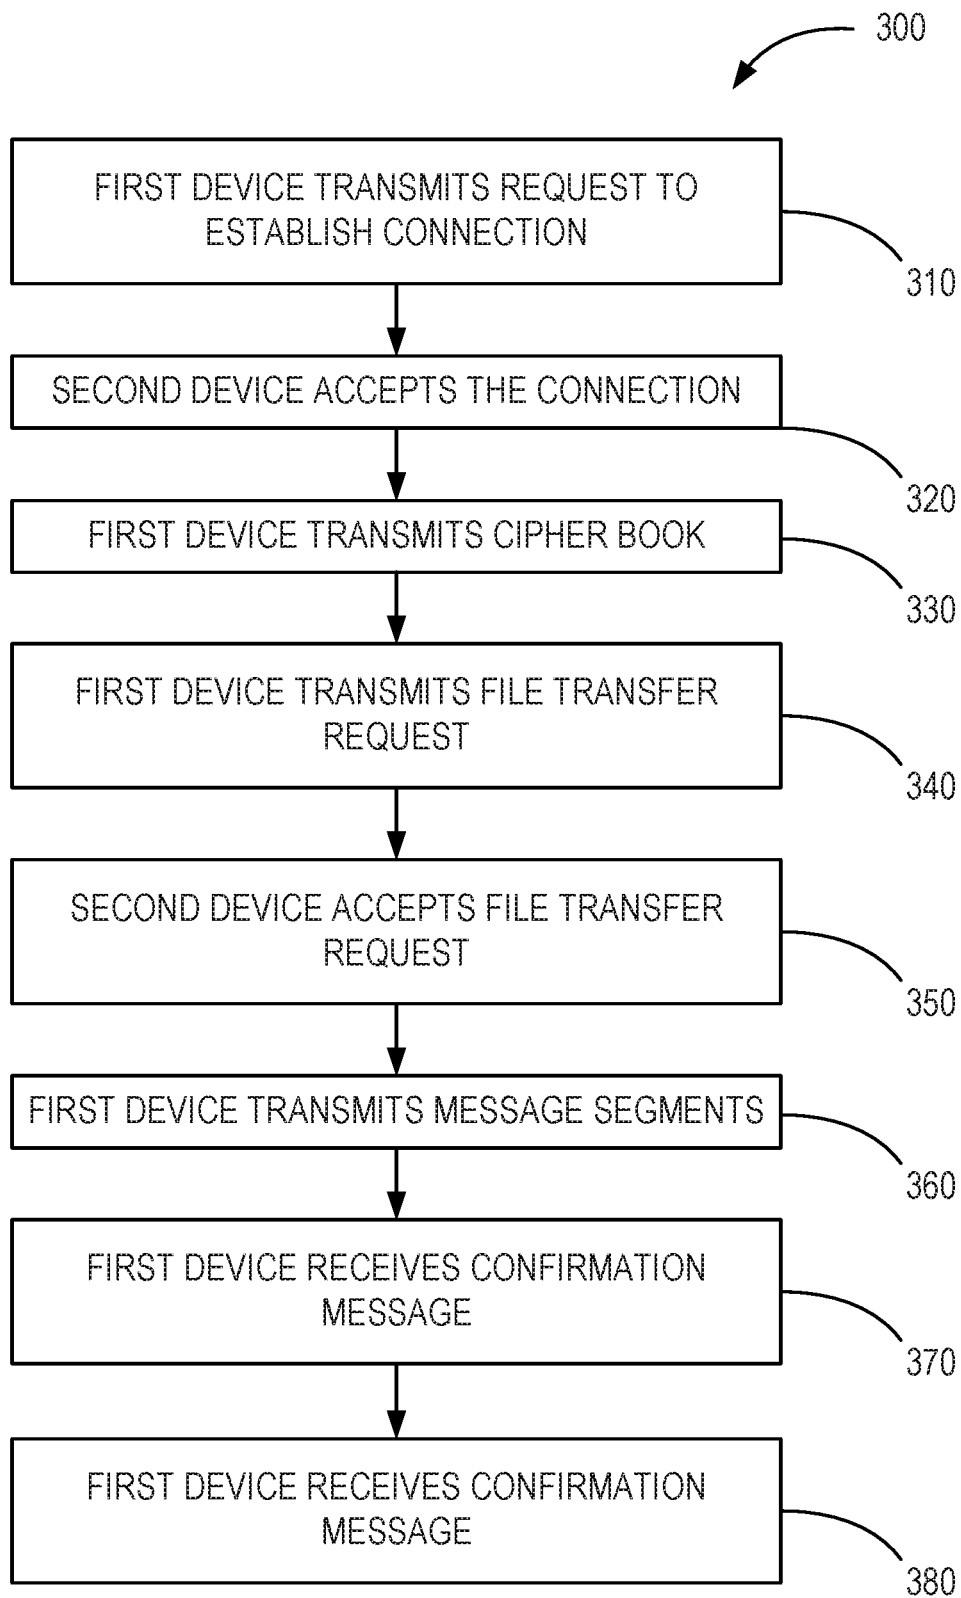 300
FIRST DEVICE TRANSMITS REQUEST TO
ESTABLISH CONNECTION
310
SECOND DEVICE ACCEPTS THE CONNECTION
320
FIRST DEVICE TRANSMITS CIPHER BOOK
330
FIRST DEVICE TRANSMITS FILE TRANSFER
REQUEST
340
SECOND DEVICE ACCEPTS FILE TRANSFER
REQUEST
350
FIRST DEVICE TRANSMITS MESSAGE SEGMENTS
360
FIRST DEVICE RECEIVES CONFIRMATION
MESSAGE
370
FIRST DEVICE RECEIVES CONFIRMATION
MESSAGE
380